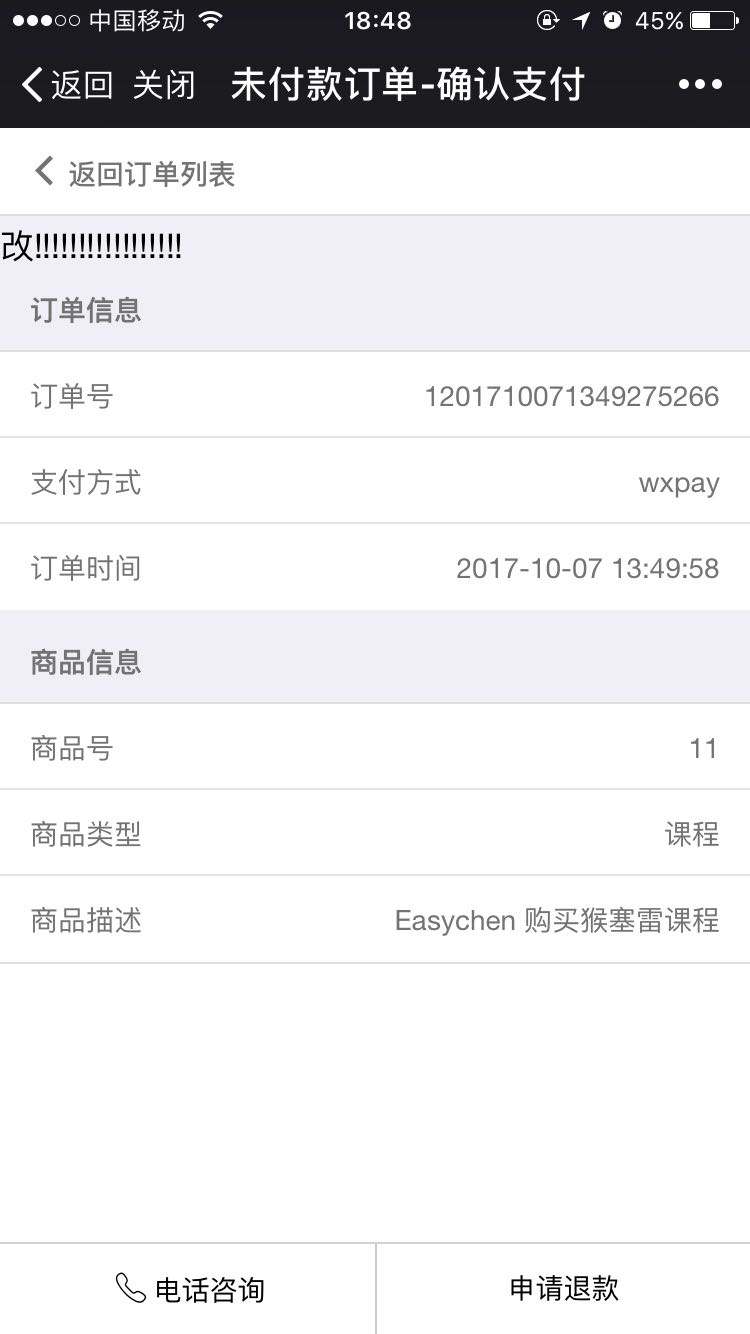 中国移动 18:48 45%
返回 关闭 未付款订单-确认支付
返回订单列表
改!!!!!!!!!!!!!!!!!
订单信息
订单号 1201710071349275266
支付方式 wxpay
订单时间 2017-10-07 13:49:58
商品信息
商品号 11
商品类型 课程
商品描述 Easychen 购买猴塞雷课程
电话咨询 申请退款